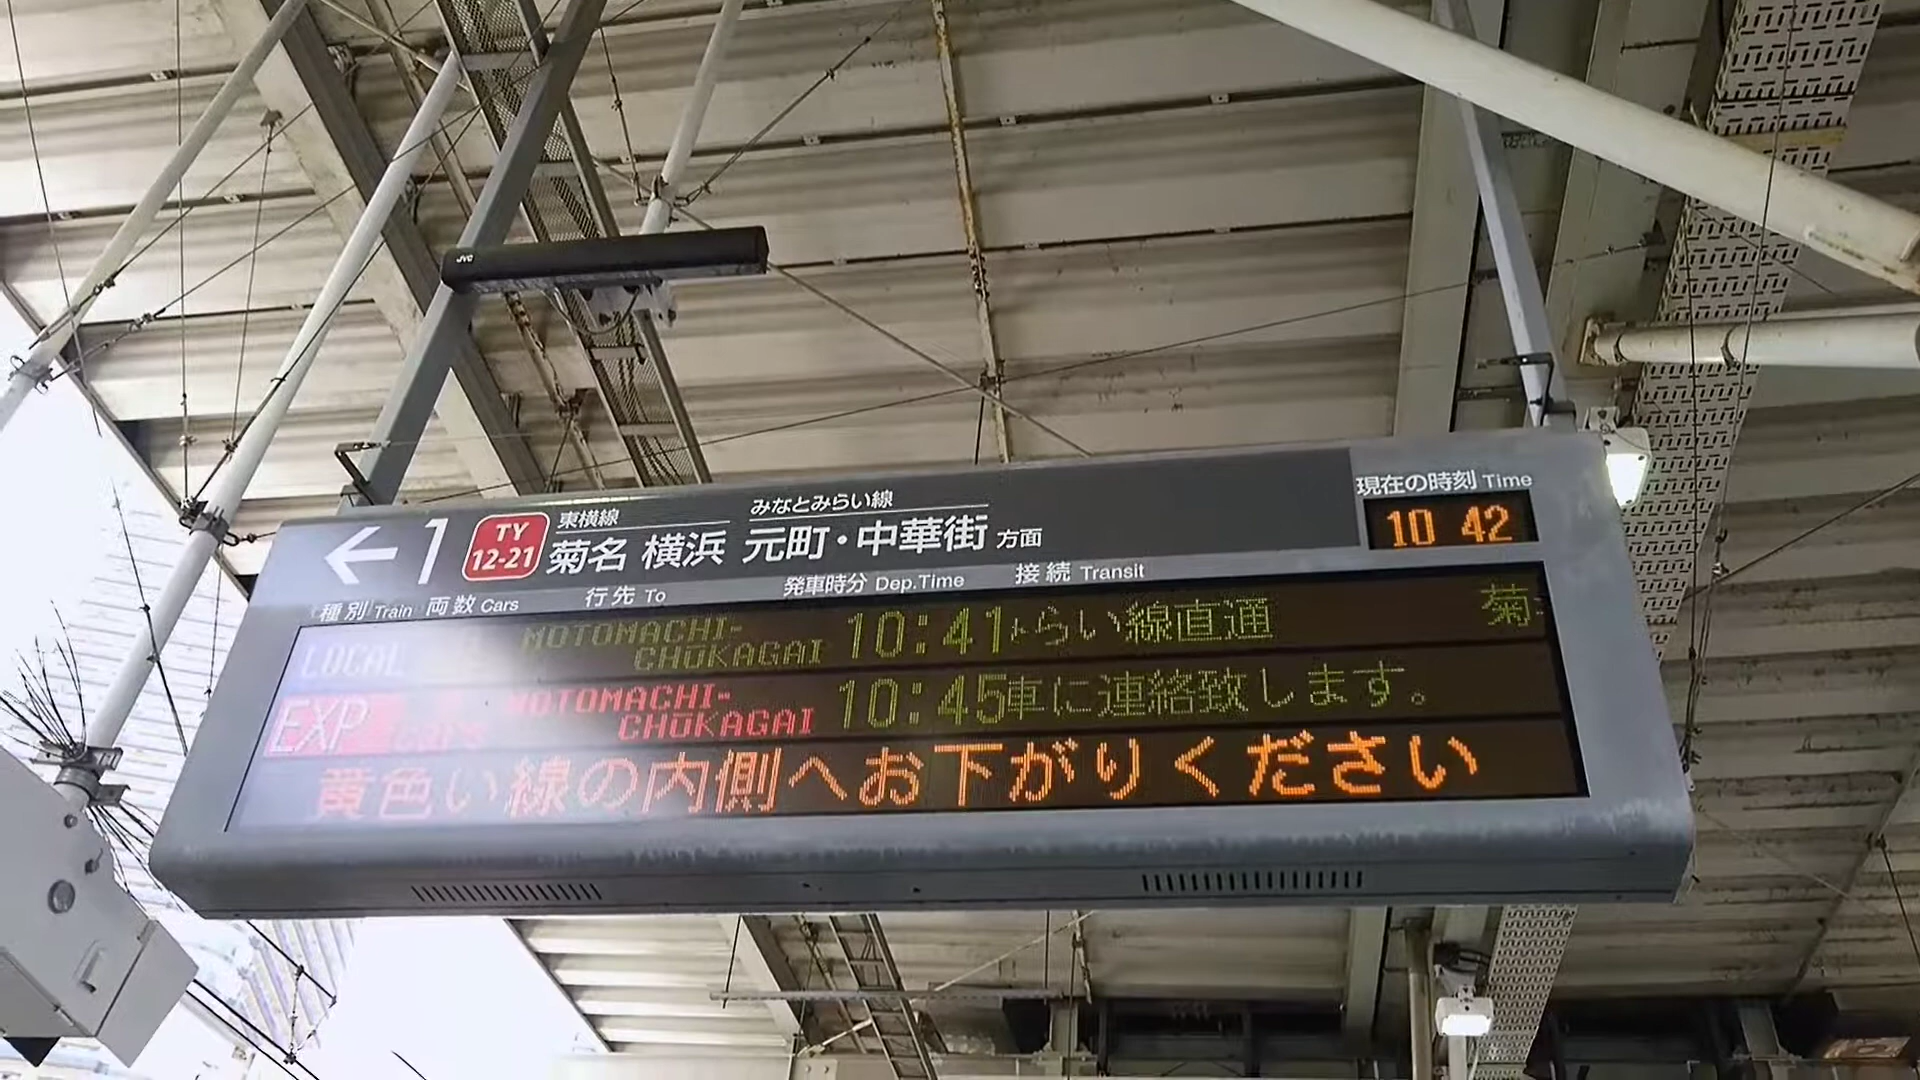 JVC
← 1 TY 12-21 東横線 みなとみらい線
菊名 横浜 元町・中華街 方面
現在の時刻 Time
10 42
種別 Train 両数 Cars 行先 To 発車時分 Dep.Time 接続 Transit
LOCAL MOTOMACHI-CHŪKAGAI 10:41 らい線直通 菊
EXP MOTOMACHI-CHŪKAGAI 10:45 車に連絡致します。
黄色い線の内側へお下がりください